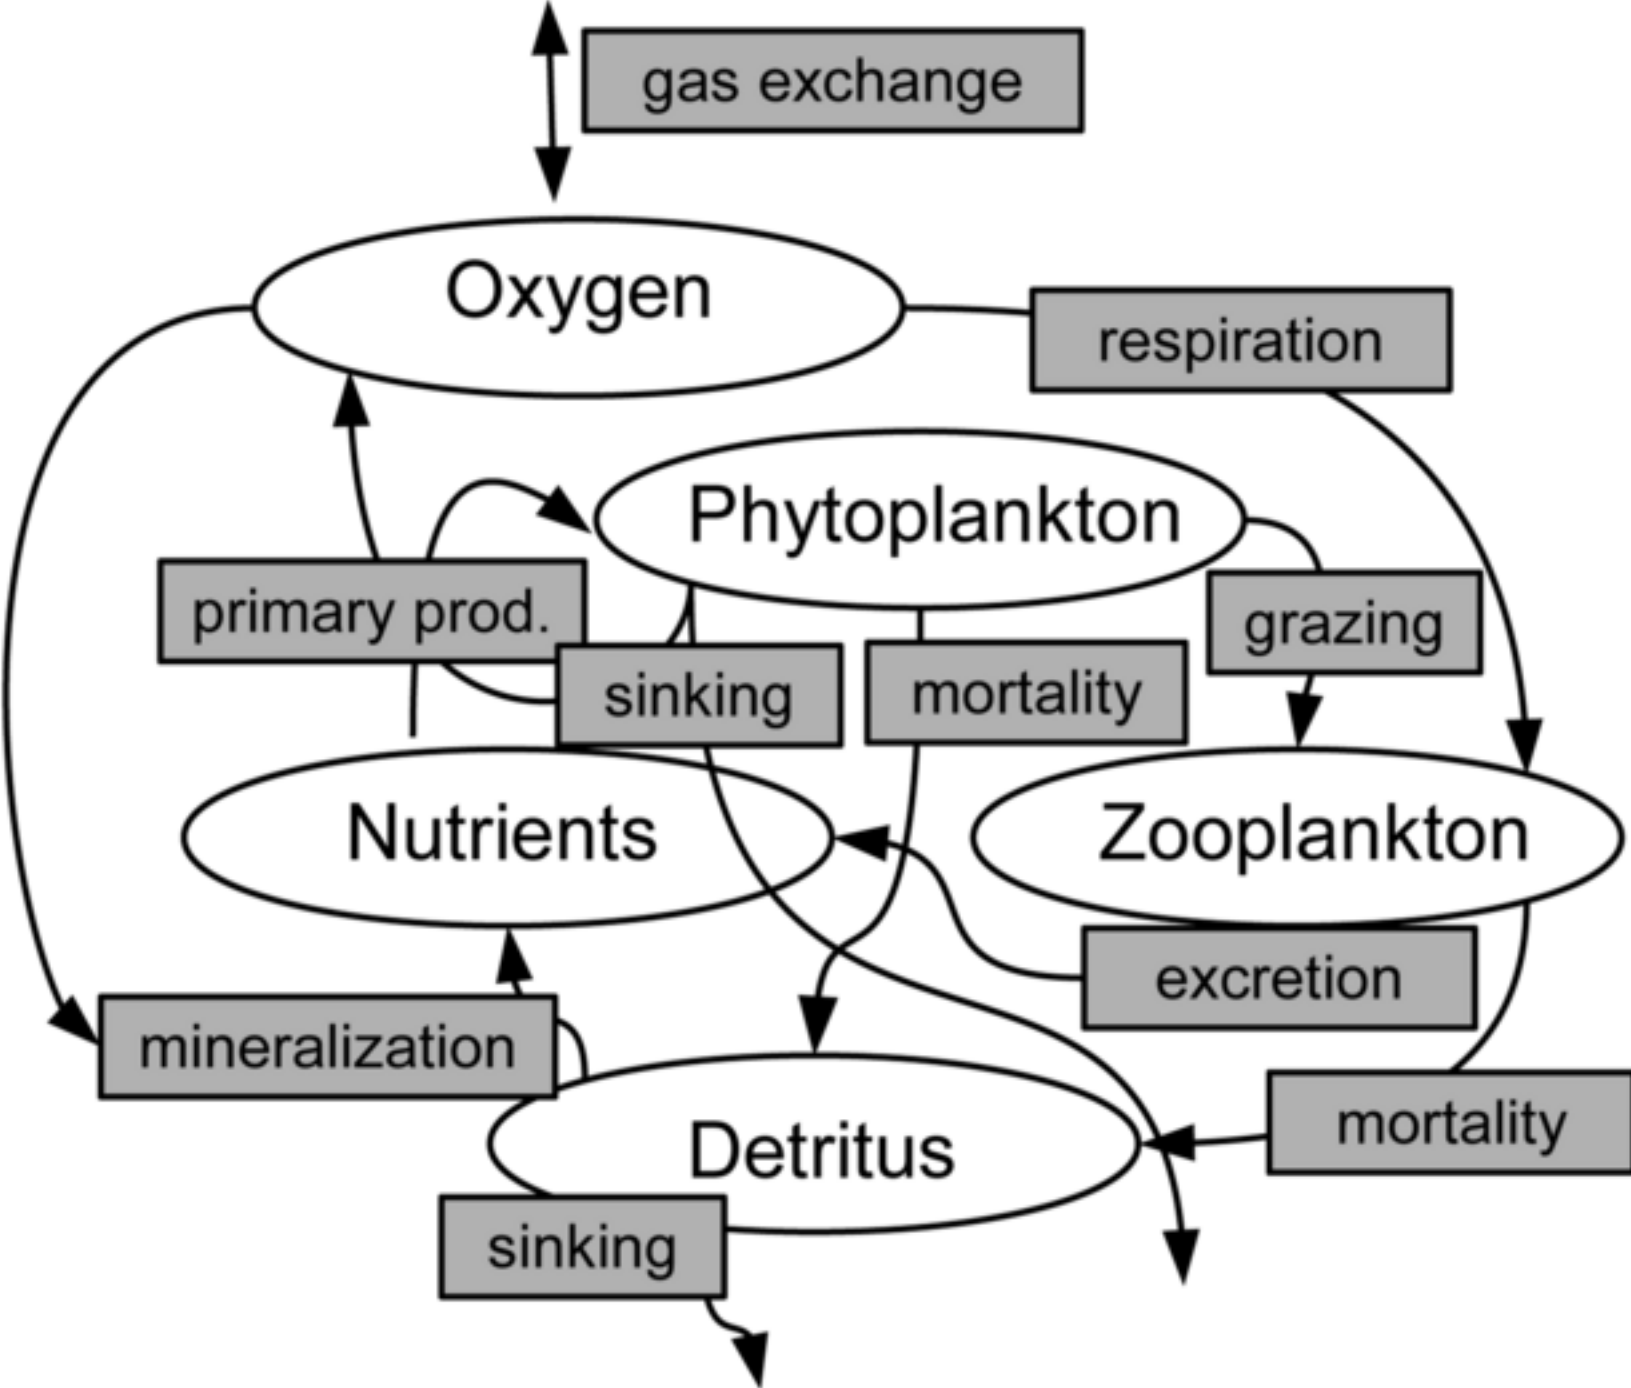 gas exchange
Oxygen
respiration
Phytoplankton
primary prod.
grazing
sinking
mortality
Nutrients
Zooplankton
excretion
mineralization
mortality
Detritus
sinking